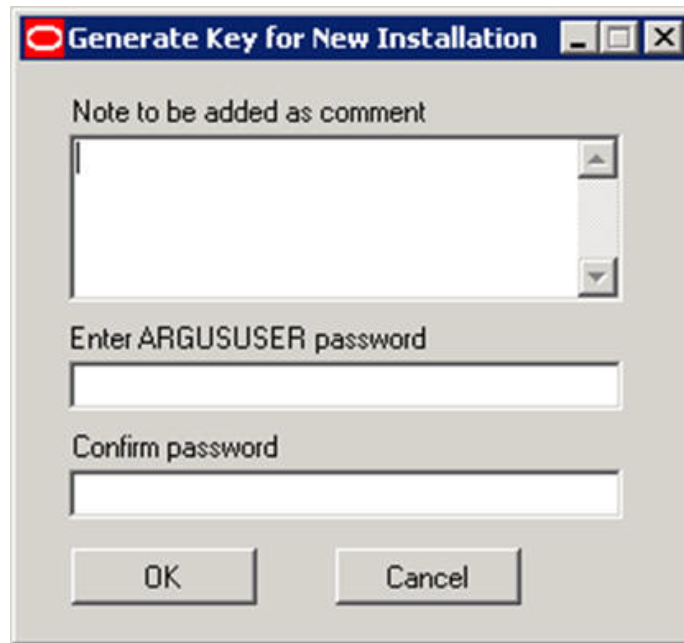 Generate Key for New Installation
Note to be added as comment
Enter ARGUSUSER password
Confirm password
OK
Cancel